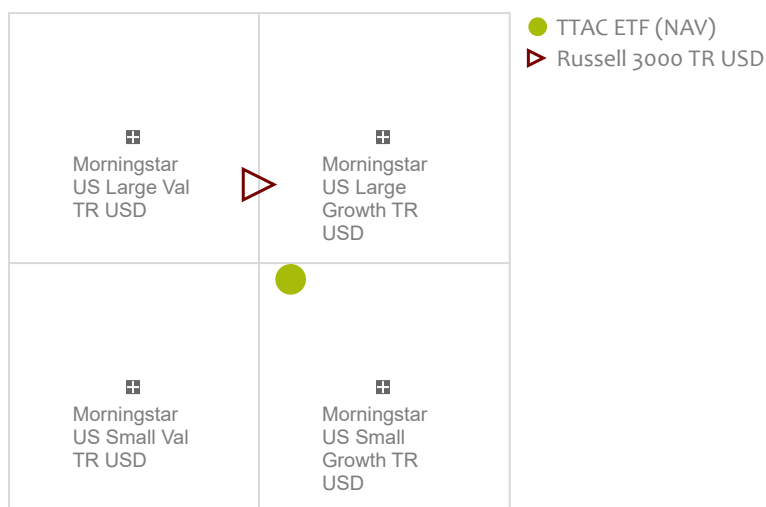 TTAC ETF (NAV)
Russell 3000 TR USD
Morningstar
US Large Val
TR USD
Morningstar
US Large
Growth TR
USD
Morningstar
US Small Val
TR USD
Morningstar
US Small
Growth TR
USD